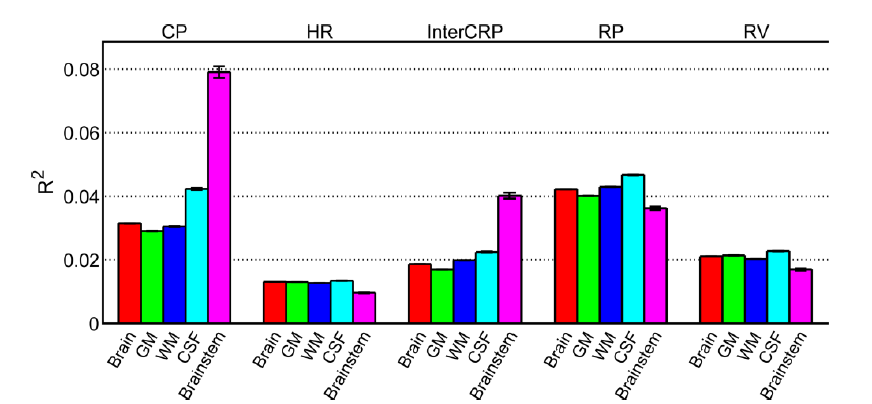 CP HR InterCRP RP RV
R²
0.08
0.06
0.04
0.02
0
Brain GM WM CSF Brainstem Brain GM WM CSF Brainstem Brain GM WM CSF Brainstem Brain GM WM CSF Brainstem Brain GM WM CSF Brainstem